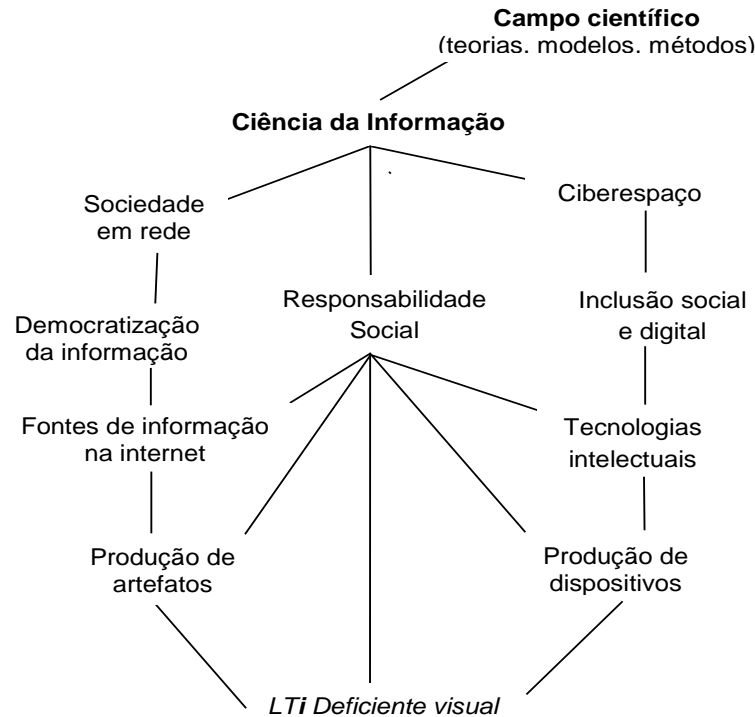 Campo científico
(teorias. modelos. métodos)
Ciência da Informação
Sociedade
em rede
Ciberespaço
Responsabilidade
Social
Inclusão social
e digital
Democratização
da informação
Fontes de informação
na internet
Tecnologias
intelectuais
Produção de
artefatos
Produção de
dispositivos
LTi Deficiente visual